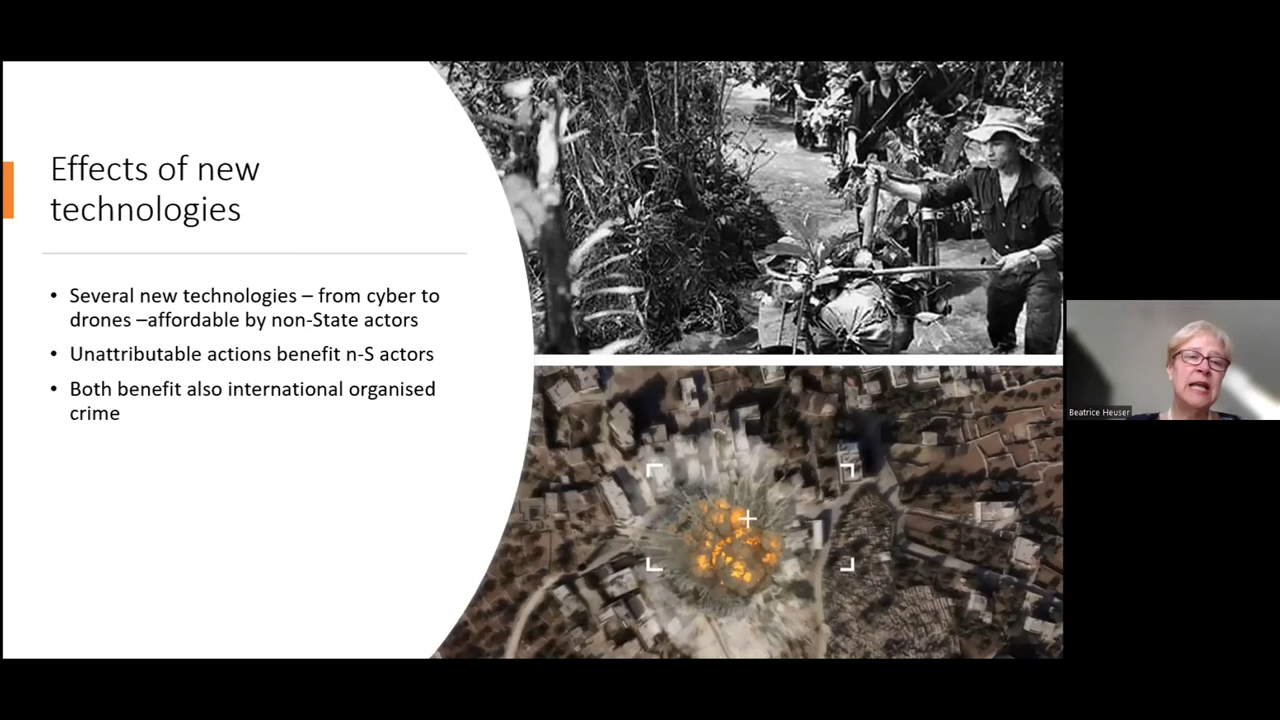 Effects of new
technologies
• Several new technologies – from cyber to
drones –affordable by non-State actors
• Unattributable actions benefit n-S actors
• Both benefit also international organised
crime
Beatrice Heuser